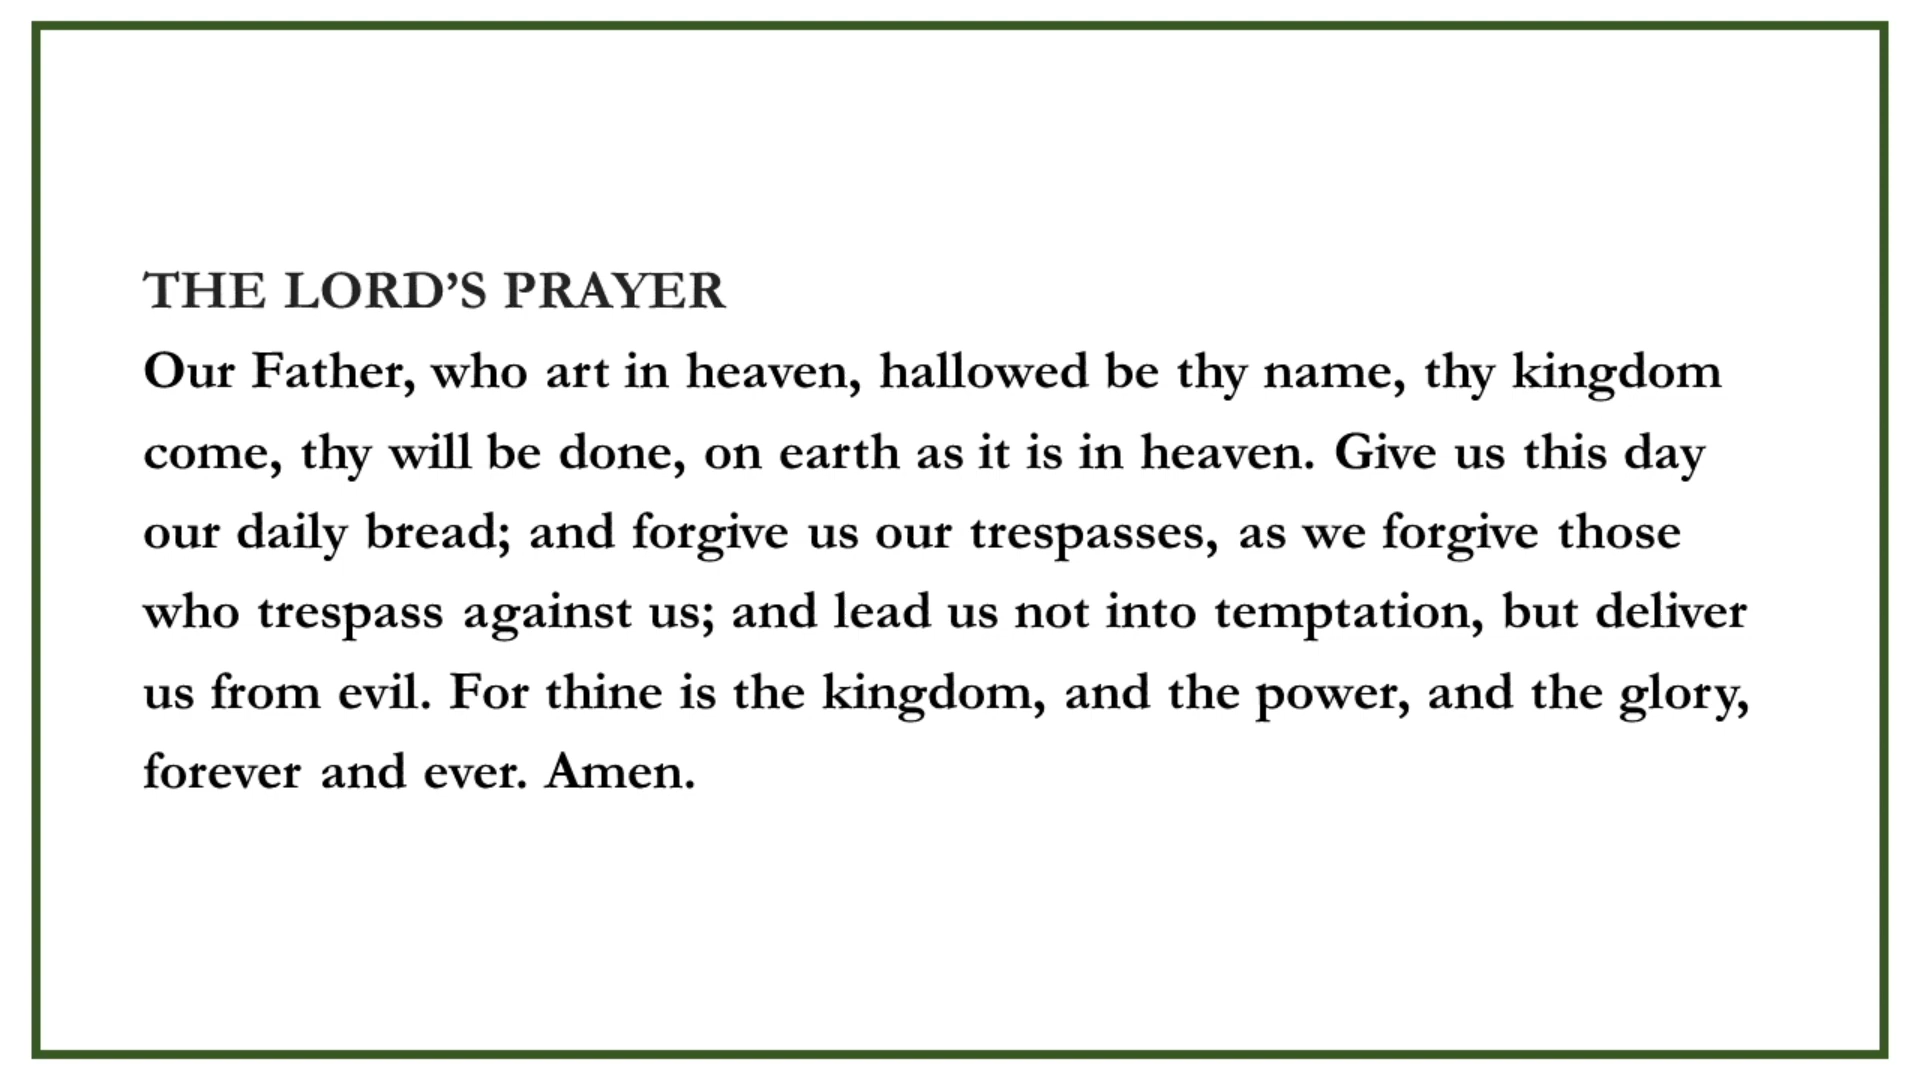 THE LORD’S PRAYER
Our Father, who art in heaven, hallowed be thy name, thy kingdom
come, thy will be done, on earth as it is in heaven. Give us this day
our daily bread; and forgive us our trespasses, as we forgive those
who trespass against us; and lead us not into temptation, but deliver
us from evil. For thine is the kingdom, and the power, and the glory,
forever and ever. Amen.